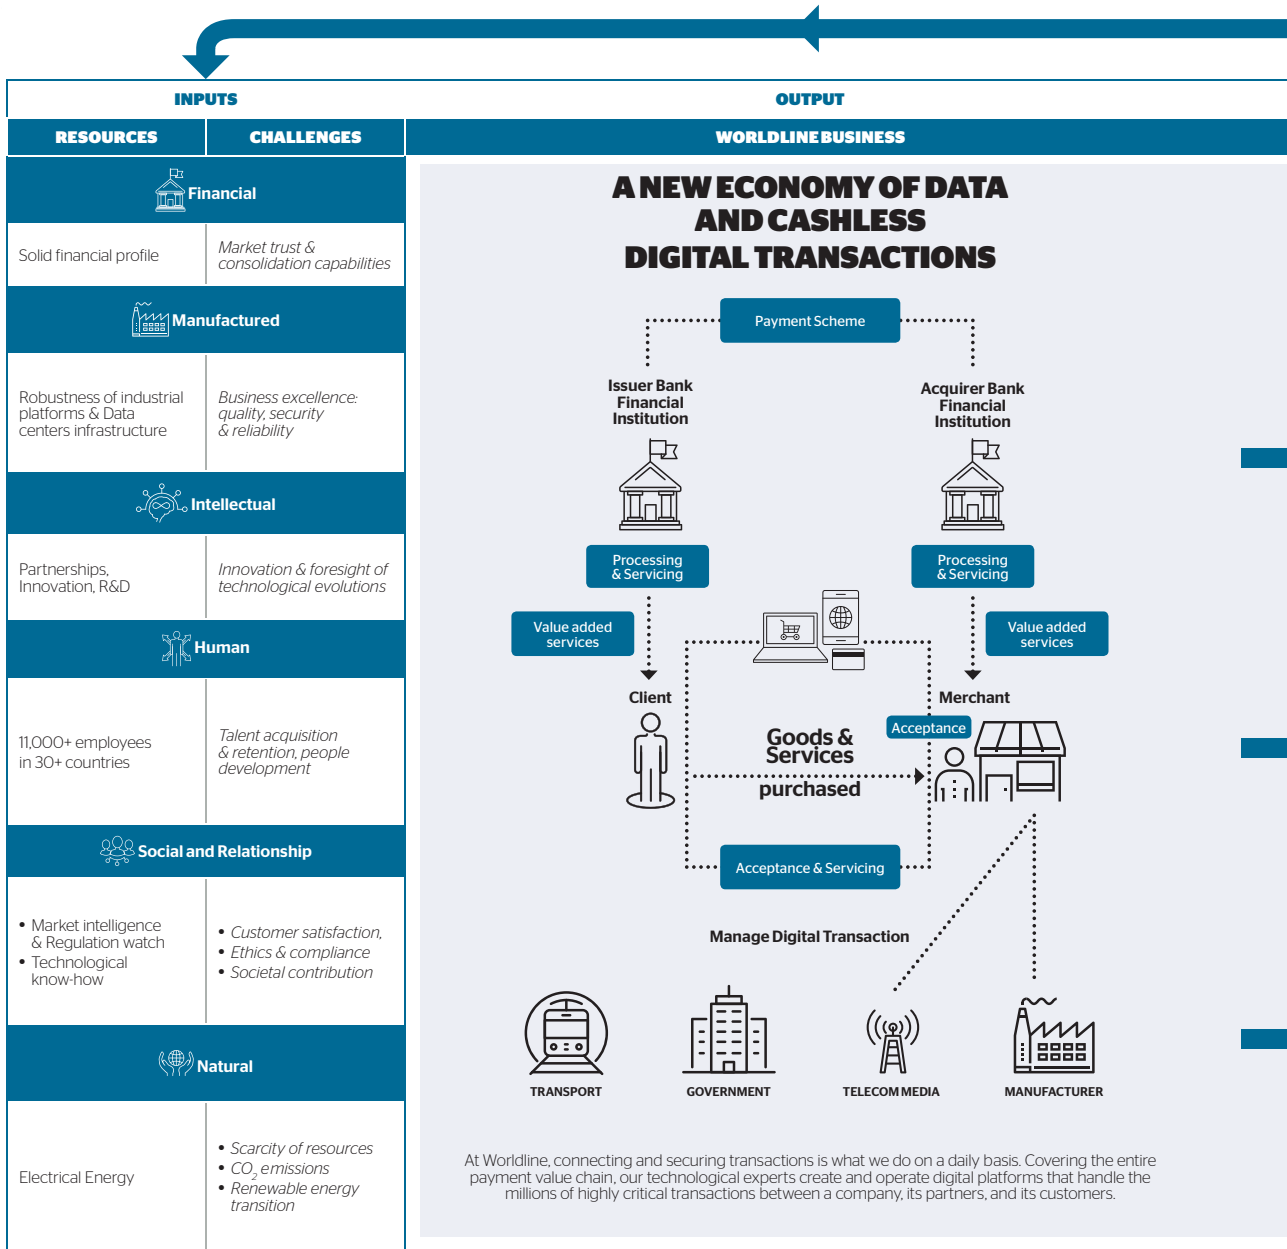 INPUTS
OUTPUT
RESOURCES
CHALLENGES
WORLDLINE BUSINESS
Financial
Solid financial profile
Market trust &
consolidation capabilities
Manufactured
Robustness of industrial
platforms & Data
centers infrastructure
Business excellence:
quality, security
& reliability
Intellectual
Partnerships,
Innovation, R&D
Innovation & foresight of
technological evolutions
Human
11,000+ employees
in 30+ countries
Talent acquisition
& retention, people
development
Social and Relationship
• Market intelligence
& Regulation watch
• Technological
know-how
• Customer satisfaction,
• Ethics & compliance
• Societal contribution
Natural
Electrical Energy
• Scarcity of resources
• CO2 emissions
• Renewable energy
transition
A NEW ECONOMY OF DATA
AND CASHLESS
DIGITAL TRANSACTIONS
Payment Scheme
Issuer Bank
Financial
Institution
Acquirer Bank
Financial
Institution
Processing
& Servicing
Processing
& Servicing
Value added
services
Value added
services
Client
Merchant
Acceptance
Goods &
Services
purchased
Acceptance & Servicing
Manage Digital Transaction
TRANSPORT
GOVERNMENT
TELECOM MEDIA
MANUFACTURER
At Worldline, connecting and securing transactions is what we do on a daily basis. Covering the entire
payment value chain, our technological experts create and operate digital platforms that handle the
millions of highly critical transactions between a company, its partners, and its customers.